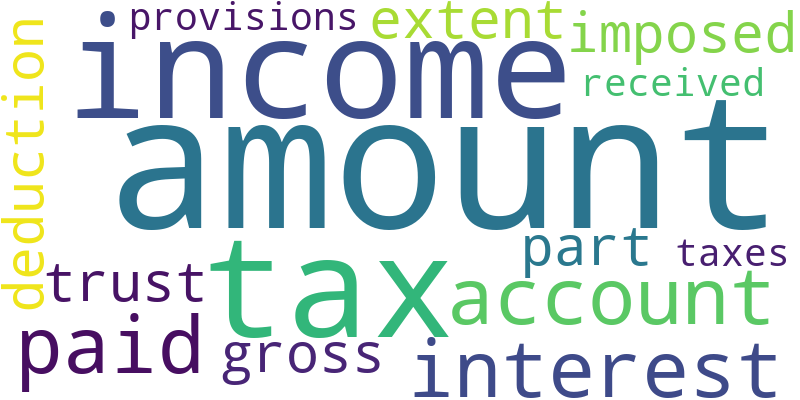 provisions
extent
imposed
income
received
deduction
amount
part
taxes
trust
tax
account
paid
gross
interest